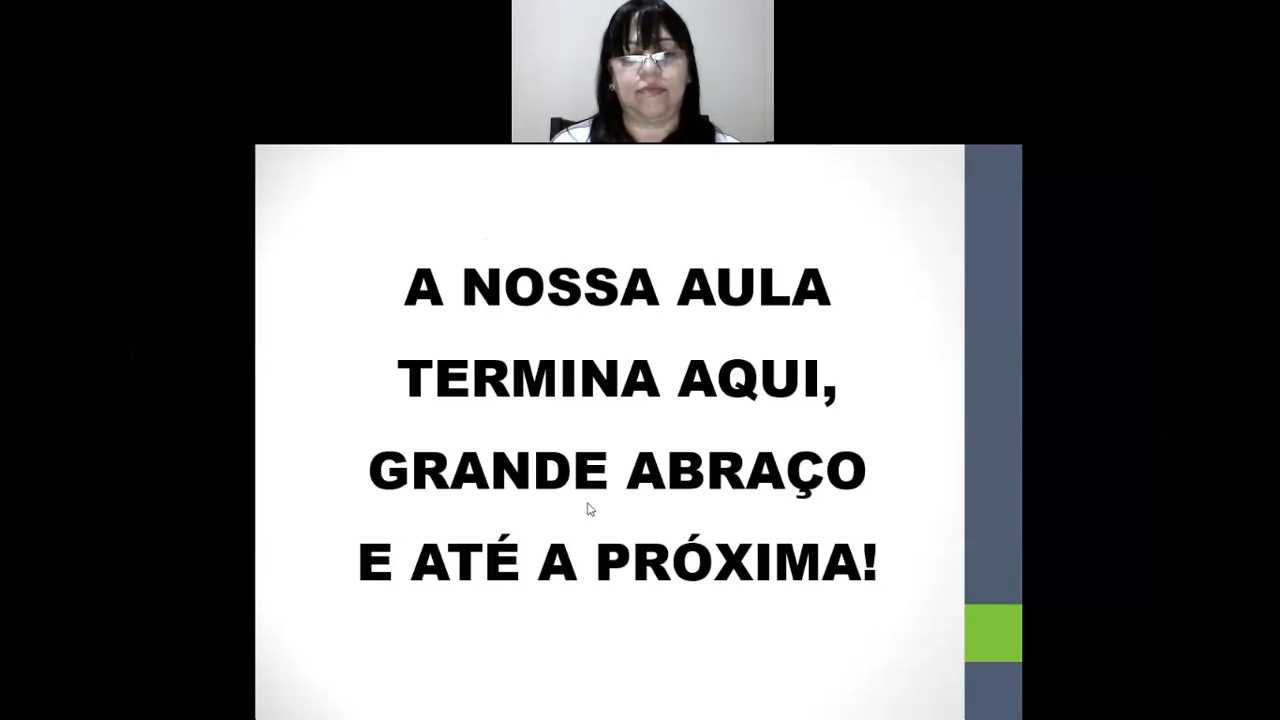 A NOSSA AULA
TERMINA AQUI,
GRANDE ABRAÇO
E ATÉ A PRÓXIMA!